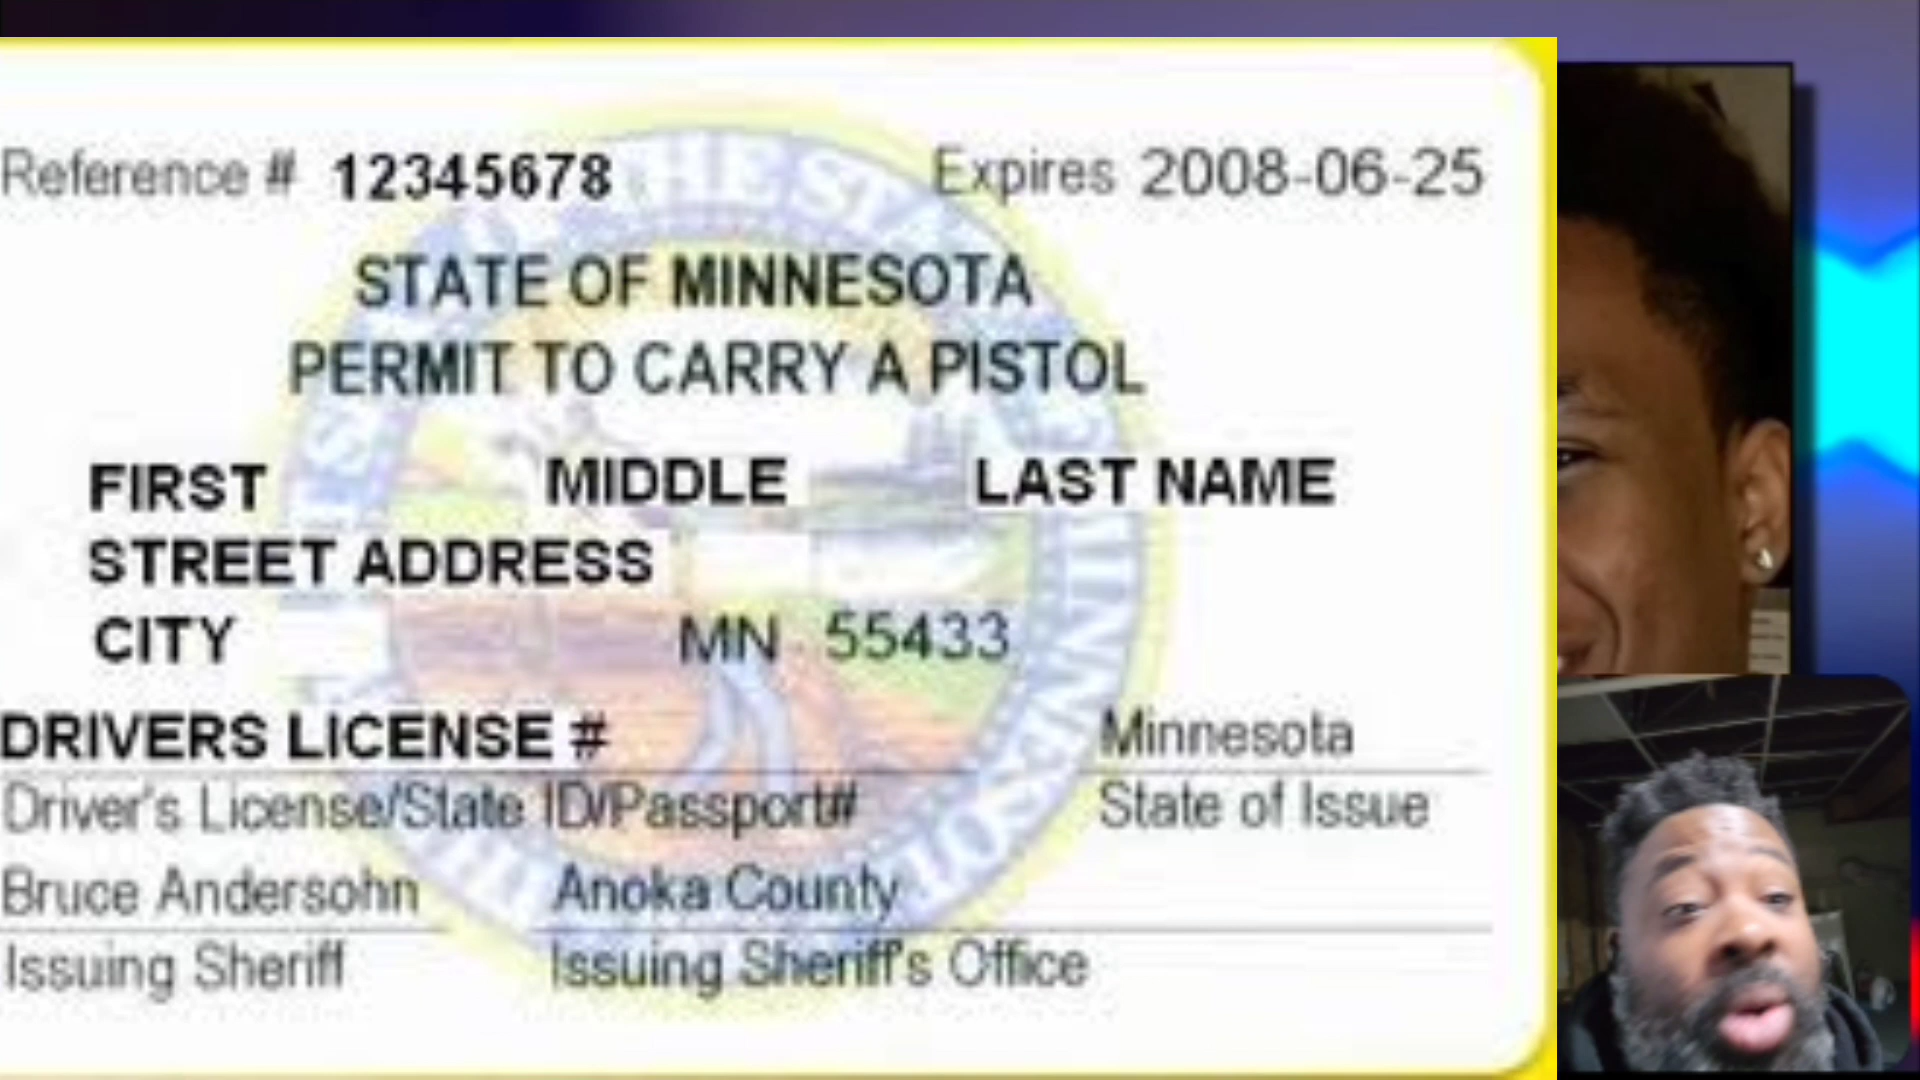 Reference # 12345678 Expires 2008-06-25
STATE OF MINNESOTA
PERMIT TO CARRY A PISTOL
FIRST MIDDLE LAST NAME
STREET ADDRESS
CITY MN 55433
DRIVERS LICENSE # Minnesota
Driver's License/State ID/Passport# State of Issue
Bruce Andersohn Anoka County
Issuing Sheriff Issuing Sheriff's Office